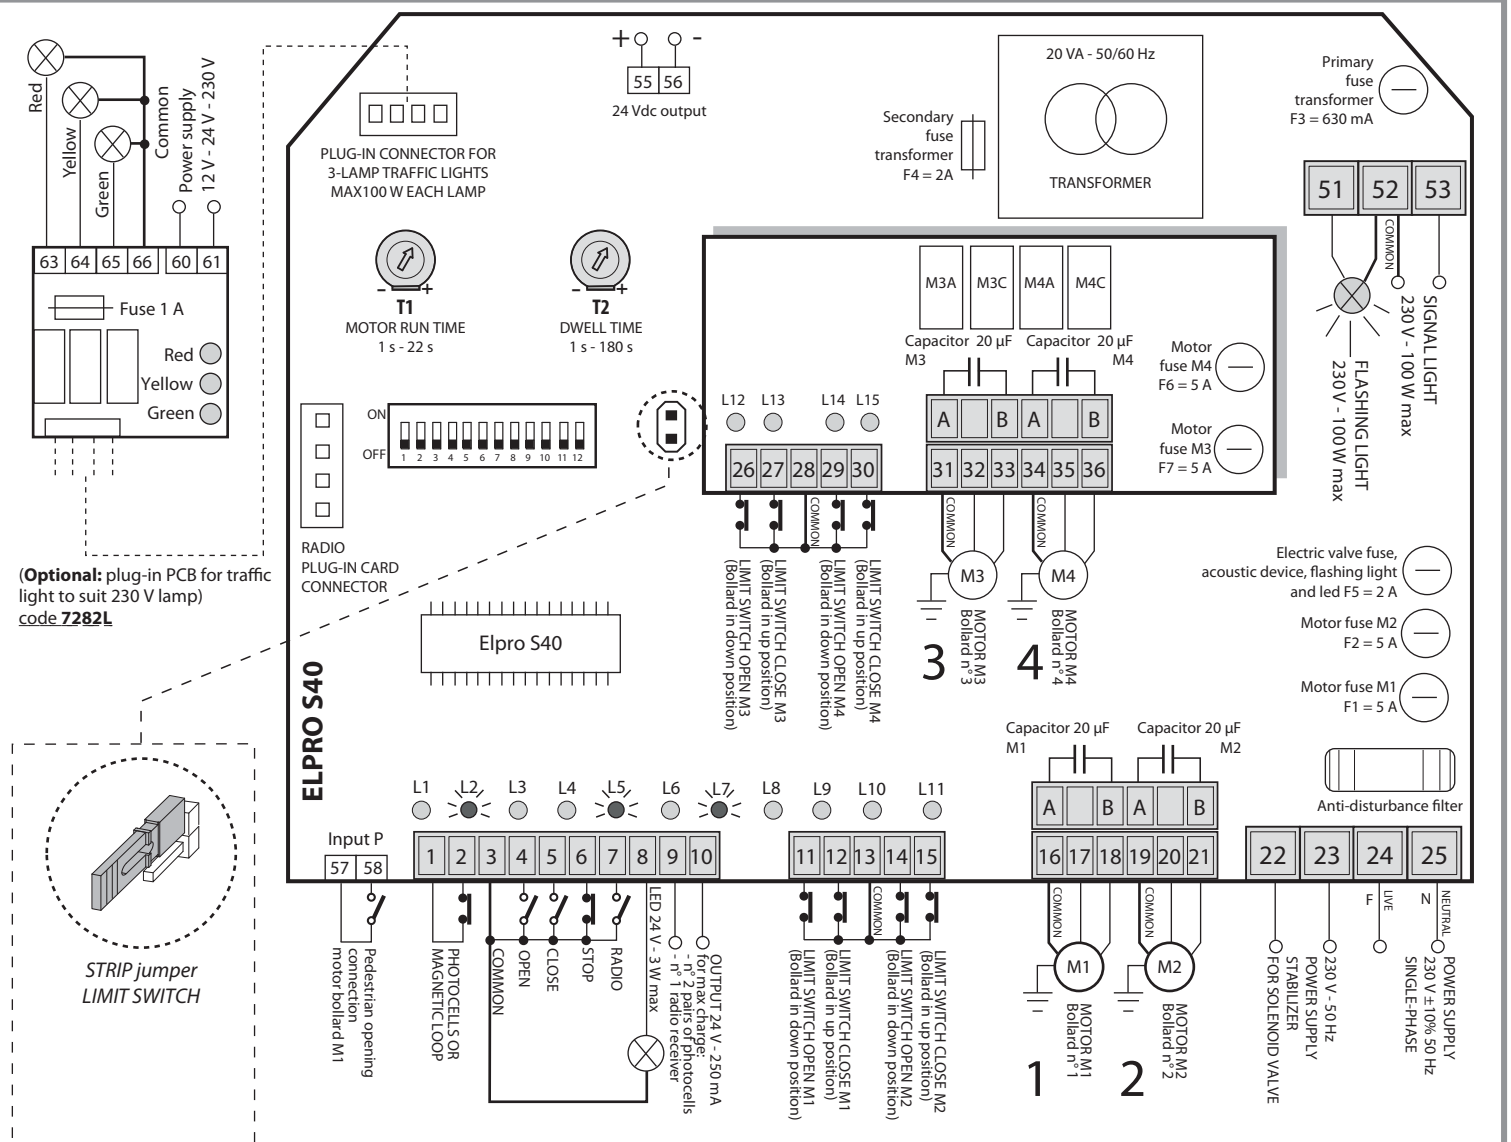 Red
Yellow
Green
Common
Power supply
12 V - 24 V - 230 V
63 64 65 66 60 61
Fuse 1 A
Red
Yellow
Green
(Optional: plug-in PCB for traffic
light to suit 230 V lamp)
code 7282L
PLUG-IN CONNECTOR FOR
3-LAMP TRAFFIC LIGHTS
MAX100 W EACH LAMP
+ -
55 56
24 Vdc output
20 VA - 50/60 Hz
TRANSFORMER
Secondary
fuse
transformer
F4 = 2A
Primary
fuse
transformer
F3 = 630 mA
51 52 53
COMMON
FLASHING LIGHT
230 V - 100 W max
SIGNAL LIGHT
230 V - 100 W max
- +
T1
MOTOR RUN TIME
1 s - 22 s
- +
T2
DWELL TIME
1 s - 180 s
ON
OFF
1 2 3 4 5 6 7 8 9 10 11 12
RADIO
PLUG-IN CARD
CONNECTOR
M3A M3C M4A M4C
Capacitor 20 µF
M3
Capacitor 20 µF
M4
Motor
fuse M4
F6 = 5 A
Motor
fuse M3
F7 = 5 A
L12 L13 L14 L15
A B A B
26 27 28 29 30
31 32 33 34 35 36
COMMON
LIMIT SWITCH OPEN M3
(Bollard in down position)
LIMIT SWITCH CLOSE M3
(Bollard in up position)
LIMIT SWITCH OPEN M4
(Bollard in down position)
LIMIT SWITCH CLOSE M4
(Bollard in up position)
COMMON
M3
MOTOR M3
Bollard n° 3
3
COMMON
M4
MOTOR M4
Bollard n° 4
4
Electric valve fuse,
acoustic device, flashing light
and led F5 = 2 A
Motor fuse M2
F2 = 5 A
Motor fuse M1
F1 = 5 A
Anti-disturbance filter
Elpro S40
ELPRO S40
STRIP jumper
LIMIT SWITCH
Input P
57 58
Pedestrian opening
connection
motor bollard M1
L1 L2 L3 L4 L5 L6 L7 L8 L9 L10 L11
1 2 3 4 5 6 7 8 9 10
PHOTOCELLS OR
MAGNETIC LOOP
COMMON
OPEN
CLOSE
STOP
RADIO
LED 24 V - 3 W max
OUTPUT 24 V - 250 mA
for max charge:
- n° 2 pairs of photocells
- n° 1 radio receiver
11 12 13 14 15
COMMON
LIMIT SWITCH OPEN M1
(Bollard in down position)
LIMIT SWITCH CLOSE M1
(Bollard in up position)
LIMIT SWITCH OPEN M2
(Bollard in down position)
LIMIT SWITCH CLOSE M2
(Bollard in up position)
Capacitor 20 µF
M1
Capacitor 20 µF
M2
A B A B
16 17 18 19 20 21
COMMON
M1
MOTOR M1
Bollard n° 1
1
COMMON
M2
MOTOR M2
Bollard n° 2
2
22 23 24 25
F
LIVE
N
NEUTRAL
230 V - 50 Hz
POWER SUPPLY
STABILIZER
FOR SOLENOID VALVE
POWER SUPPLY
230 V ±10% 50 Hz
SINGLE-PHASE